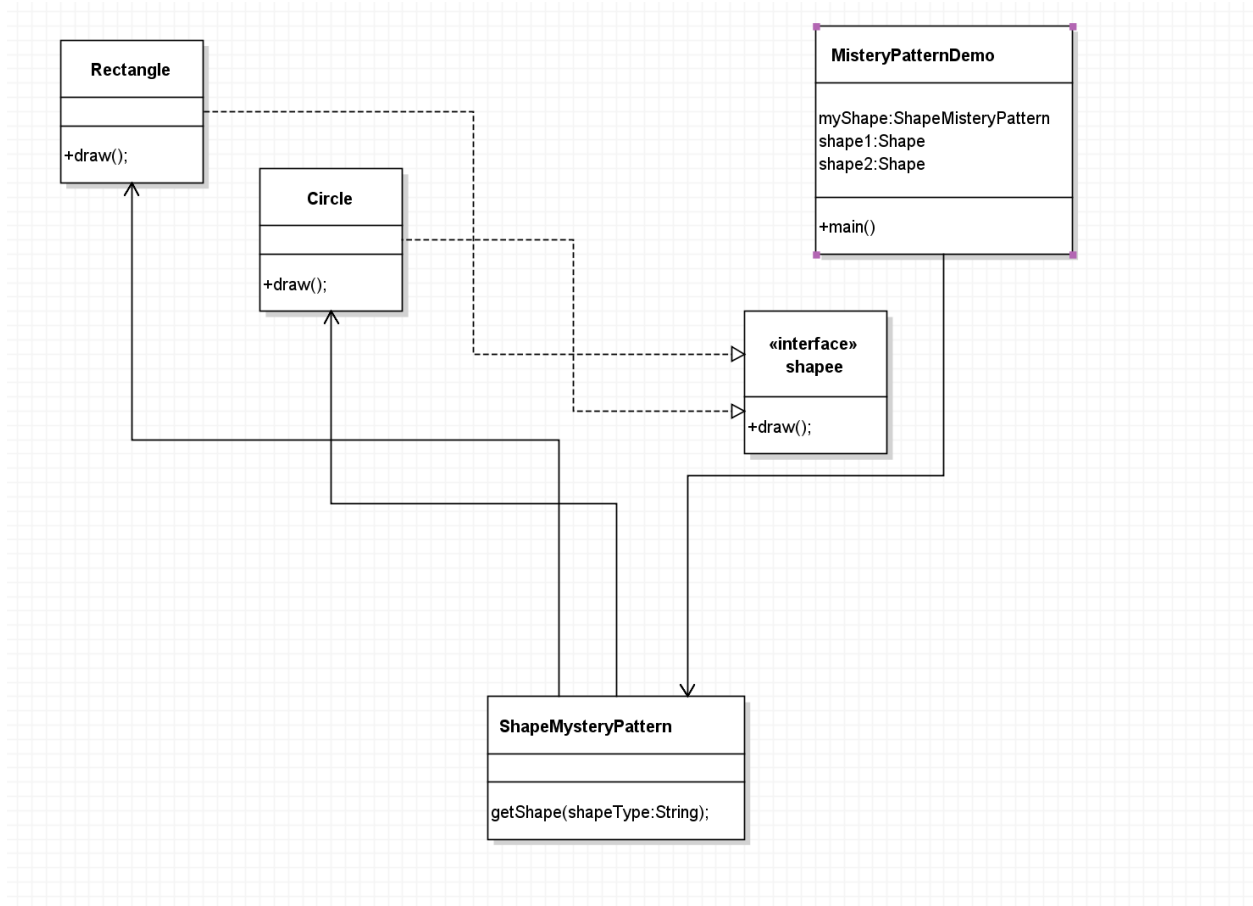 Rectangle
+draw();
Circle
+draw();
MisteryPatternDemo
myShape:ShapeMisteryPattern
shape1:Shape
shape2:Shape
+main()
«interface»
shapee
+draw();
ShapeMysteryPattern
getShape(shapeType:String);